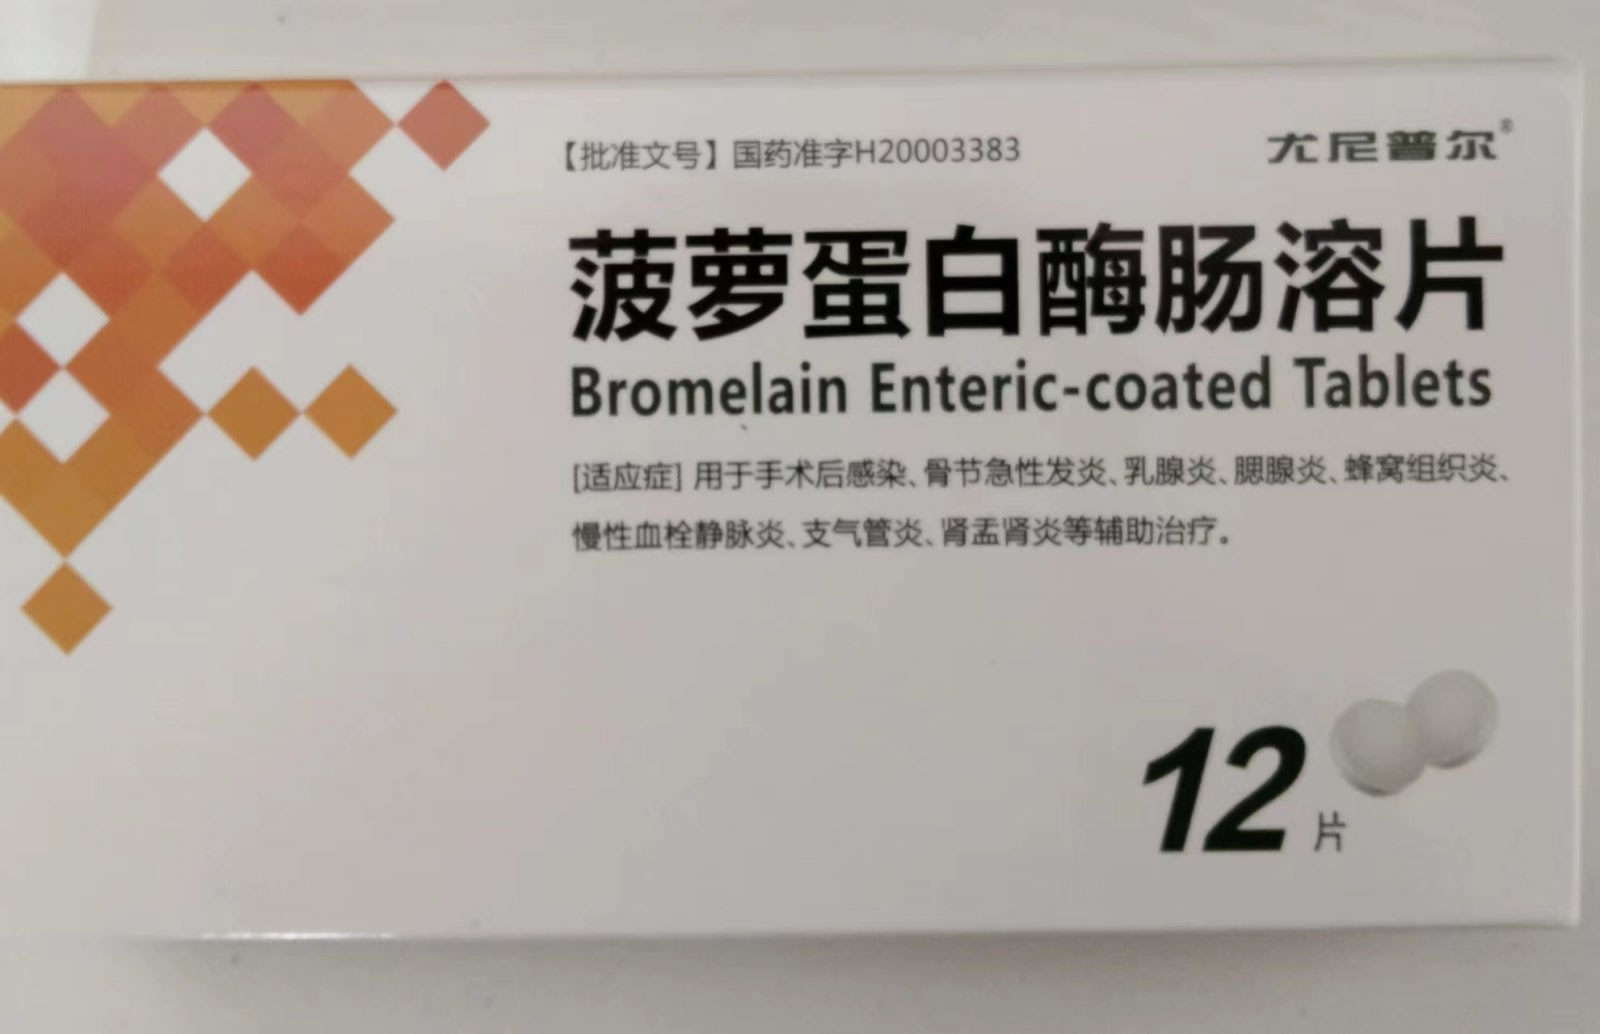 【批准文号】国药准字H20003383
尤尼普尔®
菠萝蛋白酶肠溶片
Bromelain Enteric-coated Tablets
[适应症] 用于手术后感染、骨节急性发炎、乳腺炎、腮腺炎、蜂窝组织炎、
慢性血栓静脉炎、支气管炎、肾盂肾炎等辅助治疗。
12片